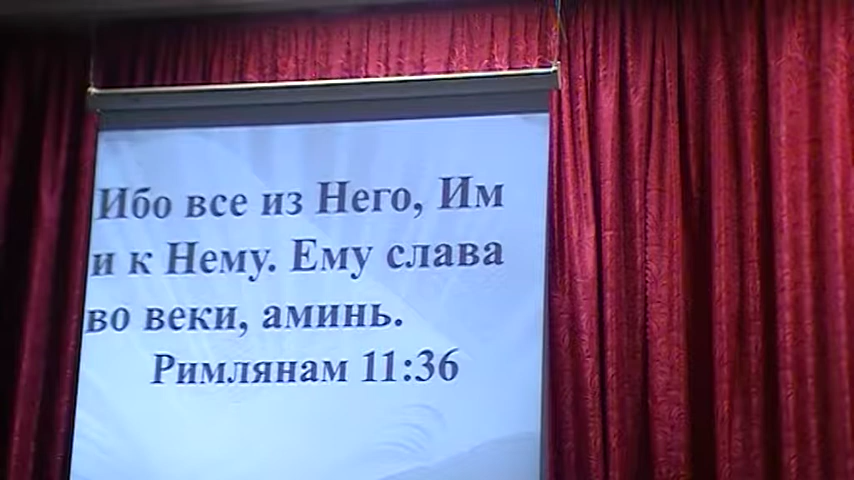 Ибо все из Него, Им
и к Нему. Ему слава
во веки, аминь.
Римлянам 11:36